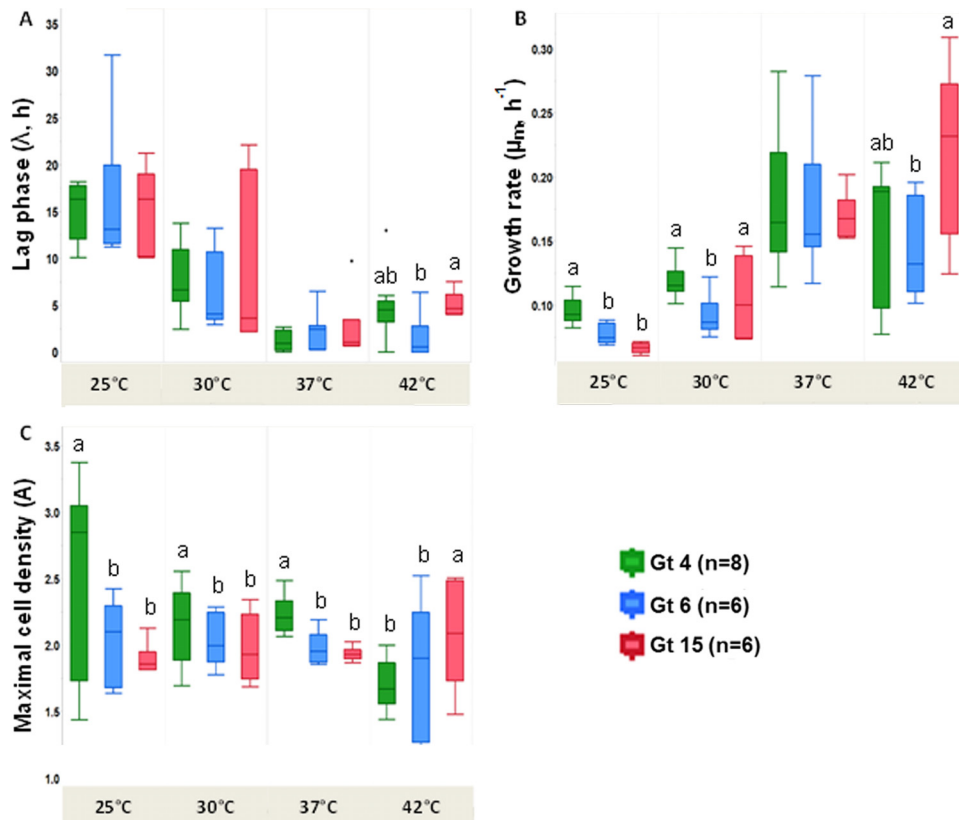 A
Lag phase (λ, h)
35
30
25
20
15
10
5
0
ab
b
a
25°C 30°C 37°C 42°C
B
Growth rate (µm, h⁻¹)
0.30
0.25
0.20
0.15
0.10
a
b
b
a
b
a
ab
b
a
25°C 30°C 37°C 42°C
C
Maximal cell density (A)
3.5
3.0
2.5
2.0
1.5
1.0
a
b
b
a
b
b
a
b
b
b
a
25°C 30°C 37°C 42°C
Gt 4 (n=8)
Gt 6 (n=6)
Gt 15 (n=6)